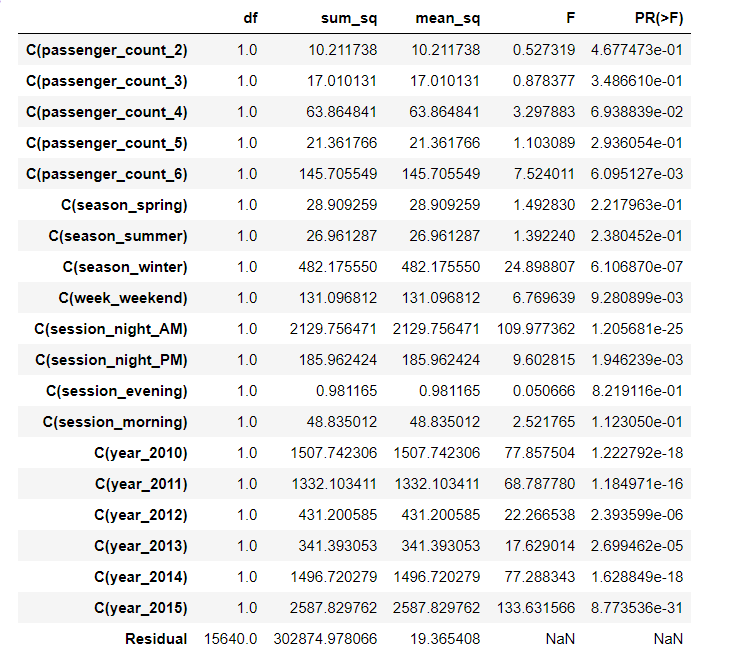 df sum_sq mean_sq F PR(>F)
C(passenger_count_2) 1.0 10.211738 10.211738 0.527319 4.677473e-01
C(passenger_count_3) 1.0 17.010131 17.010131 0.878377 3.486610e-01
C(passenger_count_4) 1.0 63.864841 63.864841 3.297883 6.938839e-02
C(passenger_count_5) 1.0 21.361766 21.361766 1.103089 2.936054e-01
C(passenger_count_6) 1.0 145.705549 145.705549 7.524011 6.095127e-03
C(season_spring) 1.0 28.909259 28.909259 1.492830 2.217963e-01
C(season_summer) 1.0 26.961287 26.961287 1.392240 2.380452e-01
C(season_winter) 1.0 482.175550 482.175550 24.898807 6.106870e-07
C(week_weekend) 1.0 131.096812 131.096812 6.769639 9.280899e-03
C(session_night_AM) 1.0 2129.756471 2129.756471 109.977362 1.205681e-25
C(session_night_PM) 1.0 185.962424 185.962424 9.602815 1.946239e-03
C(session_evening) 1.0 0.981165 0.981165 0.050666 8.219116e-01
C(session_morning) 1.0 48.835012 48.835012 2.521765 1.123050e-01
C(year_2010) 1.0 1507.742306 1507.742306 77.857504 1.222792e-18
C(year_2011) 1.0 1332.103411 1332.103411 68.787780 1.184971e-16
C(year_2012) 1.0 431.200585 431.200585 22.266538 2.393599e-06
C(year_2013) 1.0 341.393053 341.393053 17.629014 2.699462e-05
C(year_2014) 1.0 1496.720279 1496.720279 77.288343 1.628849e-18
C(year_2015) 1.0 2587.829762 2587.829762 133.631566 8.773536e-31
Residual 15640.0 302874.978066 19.365408 NaN NaN